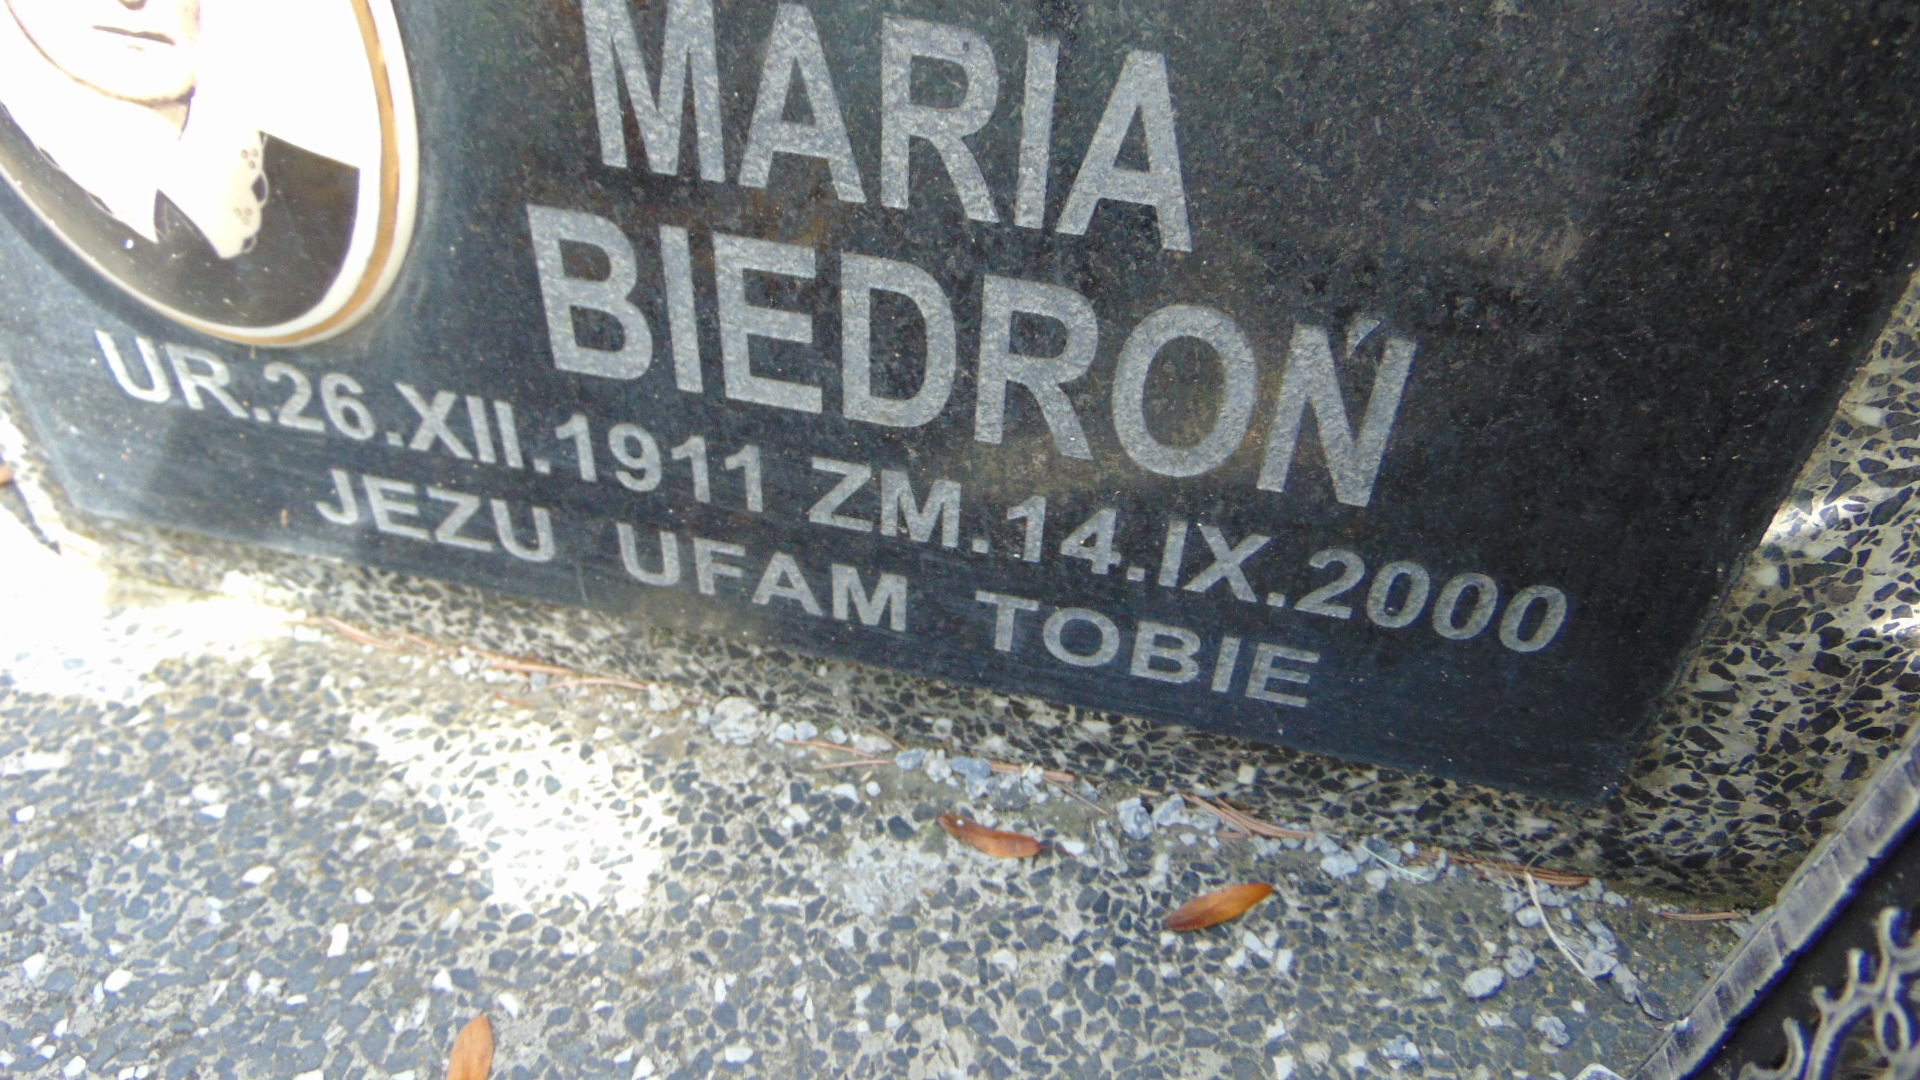 MARIA
BIEDROŃ
UR.26.XII.1911 ZM.14.IX.2000
JEZU UFAM TOBIE